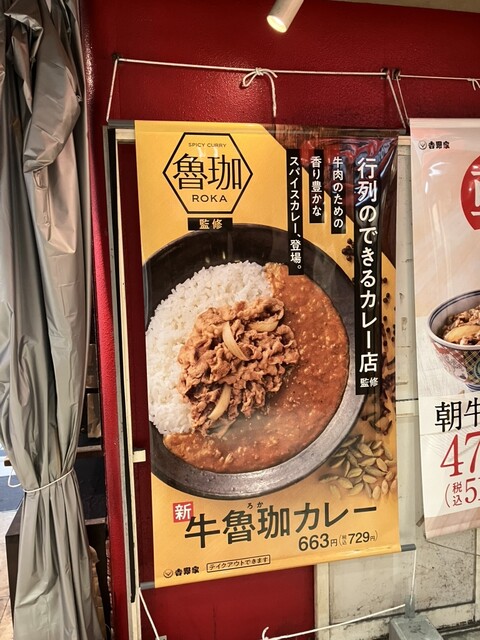 SPICY CURRY
魯珈
ROKA
監修
行列のできるカレー店 監修
牛肉のための
香り豊かな
スパイスカレー、登場。
新
ろか
牛魯珈カレー
663円(税込729円)
吉野家
テイクアウトできます
吉野家
朝牛
47
(税込5